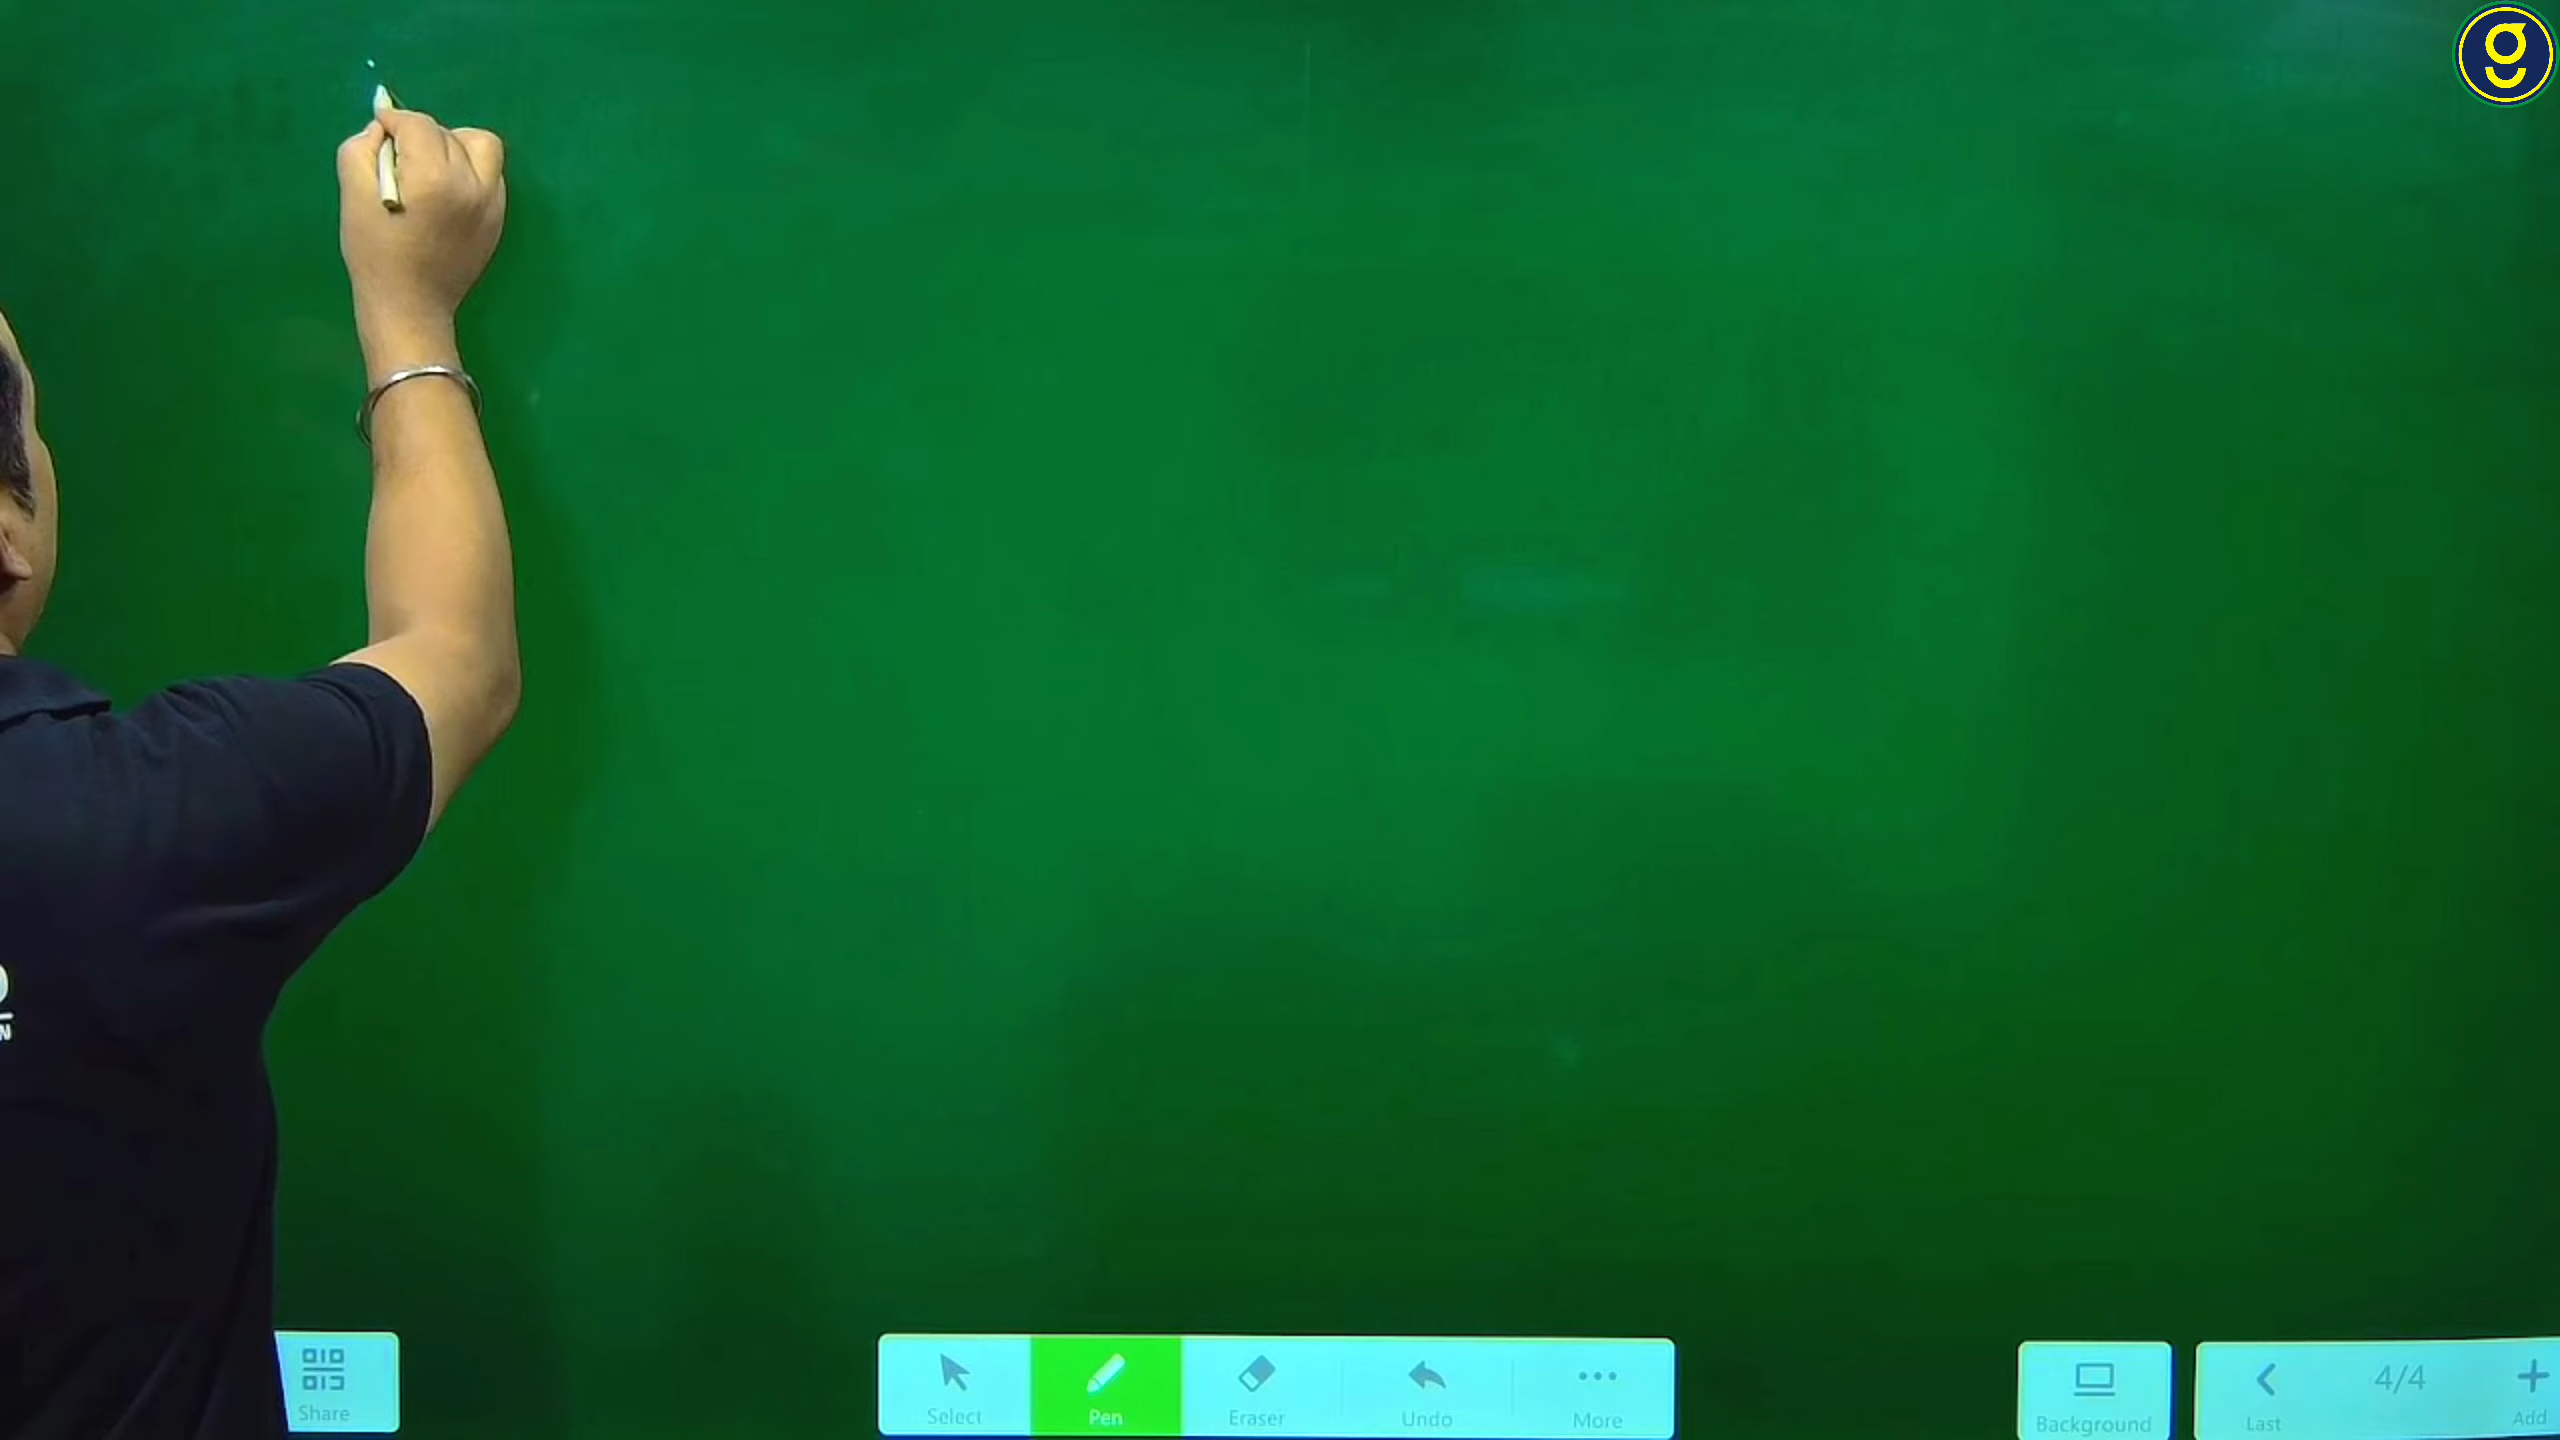 g
N
Share
Select
Pen
Eraser
Undo
More
Background
Last
4/4
Add